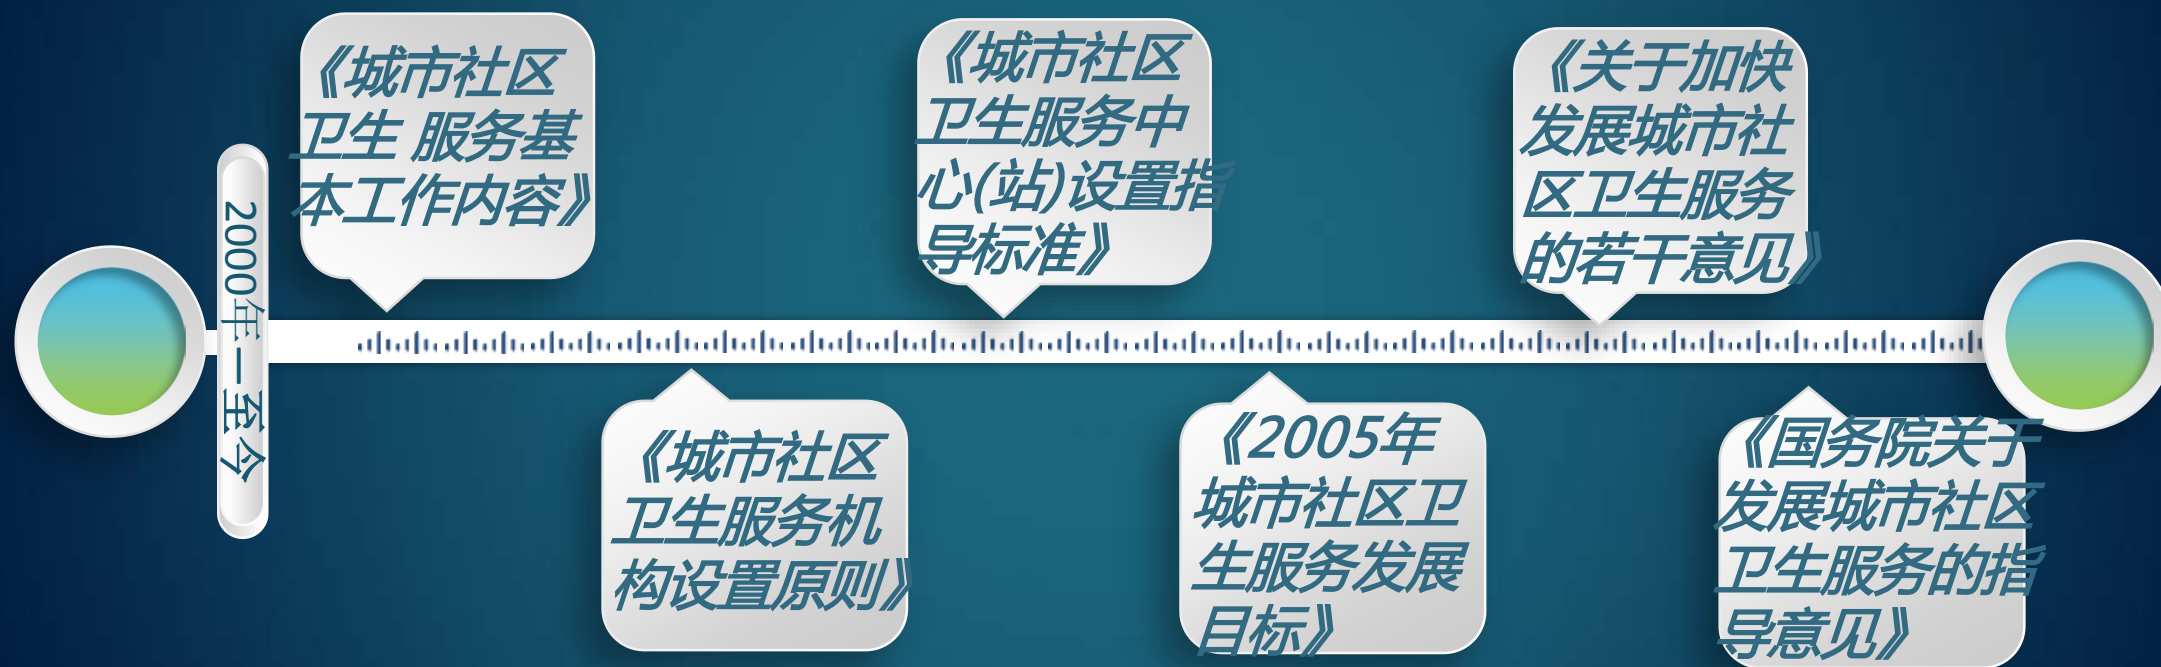 2000年—至今
《城市社区
卫生 服务基
本工作内容》
《城市社区
卫生服务机
构设置原则》
《城市社区
卫生服务中
心(站)设置指
导标准》
《2005年
城市社区卫
生服务发展
目标》
《关于加快
发展城市社
区卫生服务
的若干意见》
《国务院关于
发展城市社区
卫生服务的指
导意见》